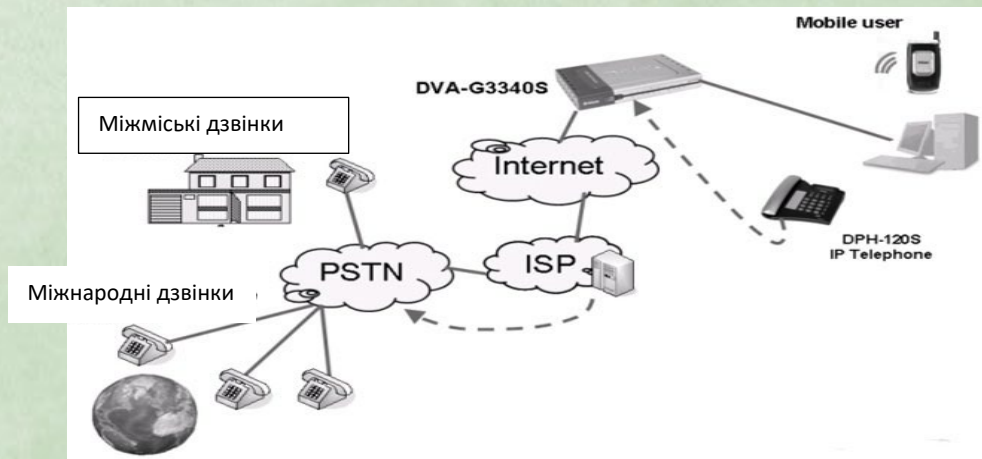 Mobile user
DVA-G3340S
Міжміські дзвінки
Internet
DPH-120S
IP Telephone
PSTN
ISP
Міжнародні дзвінки